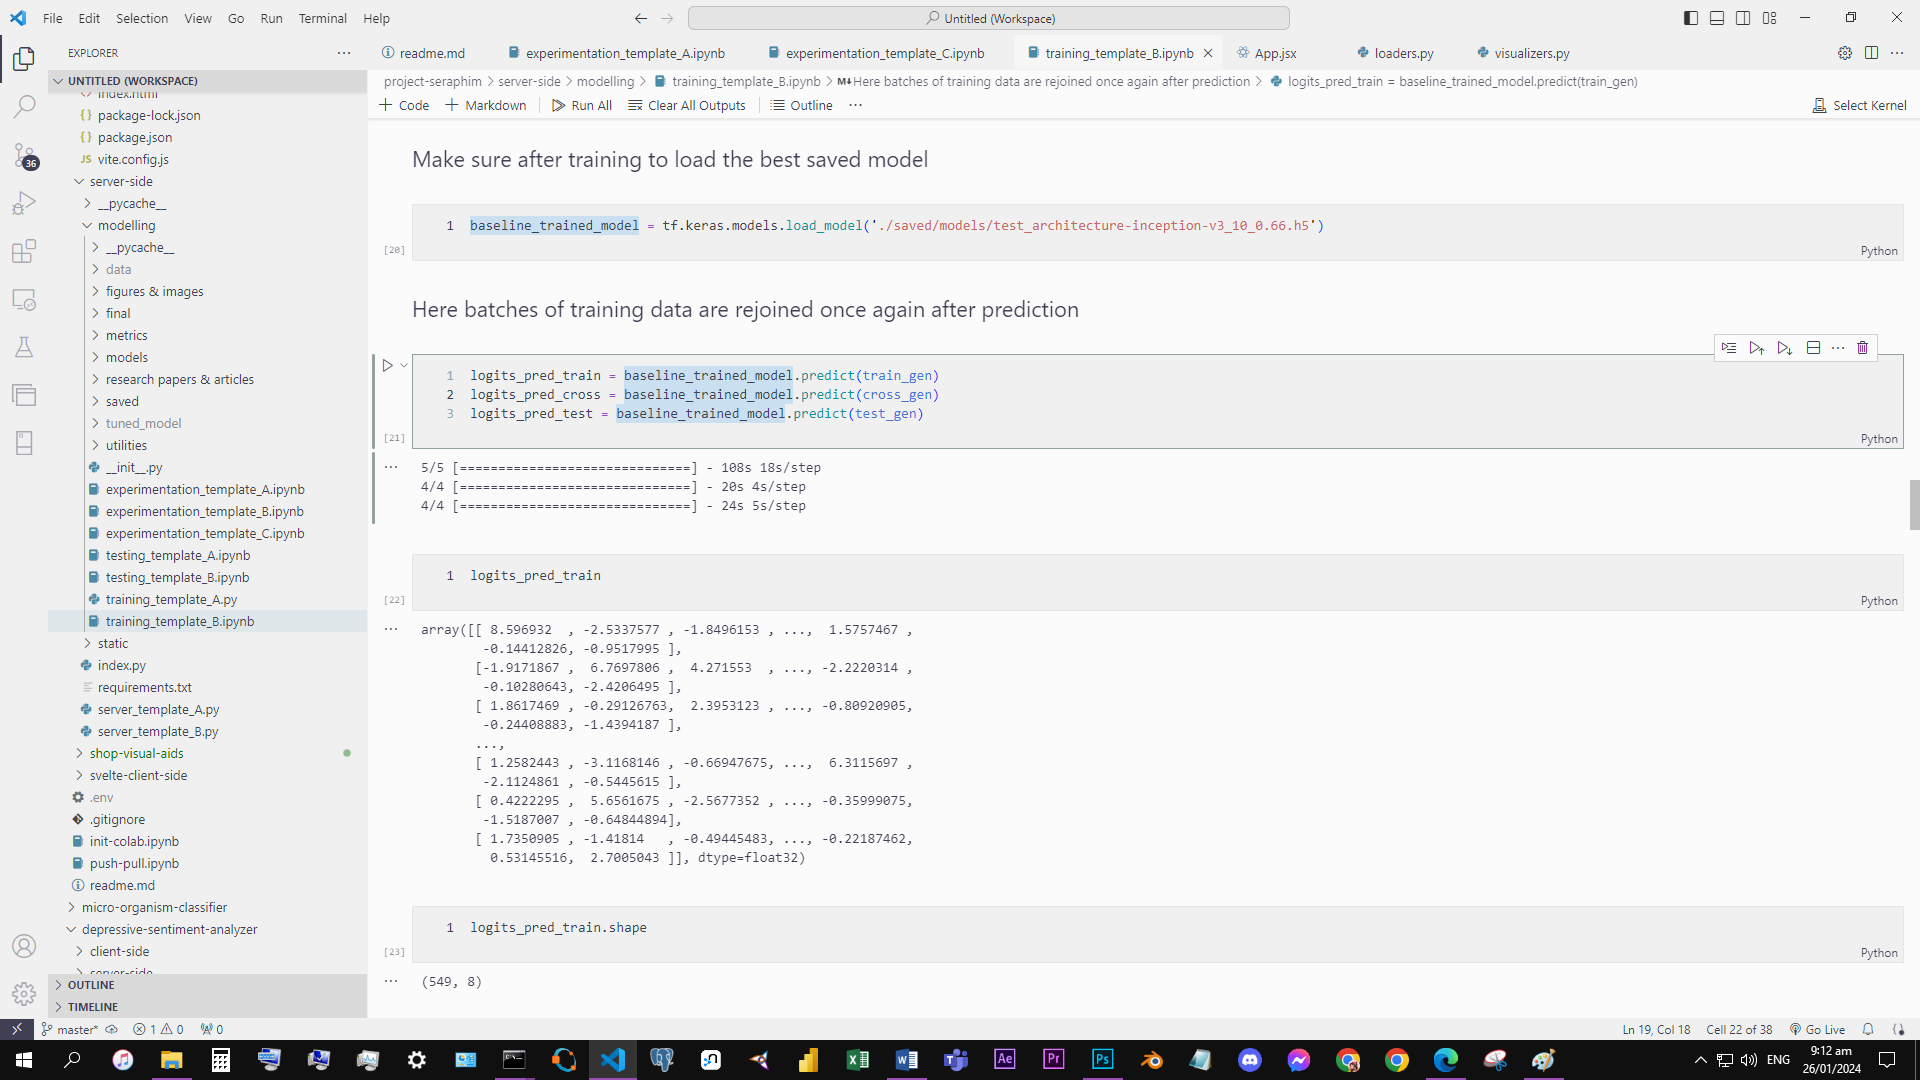 File Edit Selection View Go Run Terminal Help
Untitled (Workspace)
EXPLORER
readme.md
experimentation_template_A.ipynb
experimentation_template_C.ipynb
training_template_B.ipynb
App.jsx
loaders.py
visualizers.py
UNTITLED (WORKSPACE)
project-seraphim > server-side > modelling > training_template_B.ipynb > M↓Here batches of training data are rejoined once again after prediction > logits_pred_train = baseline_trained_model.predict(train_gen)
+ Code + Markdown Run All Clear All Outputs Outline ...
Select Kernel
index.html
package-lock.json
package.json
JS vite.config.js
server-side
__pycache__
modelling
__pycache__
data
figures & images
final
metrics
models
research papers & articles
saved
tuned_model
utilities
__init__.py
experimentation_template_A.ipynb
experimentation_template_B.ipynb
experimentation_template_C.ipynb
testing_template_A.ipynb
testing_template_B.ipynb
training_template_A.py
training_template_B.ipynb
static
index.py
requirements.txt
server_template_A.py
server_template_B.py
shop-visual-aids
svelte-client-side
.env
.gitignore
init-colab.ipynb
push-pull.ipynb
readme.md
micro-organism-classifier
depressive-sentiment-analyzer
client-side
server-side
OUTLINE
TIMELINE
36
Make sure after training to load the best saved model
1 baseline_trained_model = tf.keras.models.load_model('./saved/models/test_architecture-inception-v3_10_0.66.h5')
[20]
Python
Here batches of training data are rejoined once again after prediction
1 logits_pred_train = baseline_trained_model.predict(train_gen)
2 logits_pred_cross = baseline_trained_model.predict(cross_gen)
3 logits_pred_test = baseline_trained_model.predict(test_gen)
[21]
Python
5/5 [==============================] - 108s 18s/step
4/4 [==============================] - 20s 4s/step
4/4 [==============================] - 24s 5s/step
1 logits_pred_train
[22]
Python
array([[ 8.596932  , -2.5337577 , -1.8496153 , ...,  1.5757467 ,
        -0.14412826, -0.9517995 ],
       [-1.9171867 ,  6.7697806 ,  4.271553  , ..., -2.2220314 ,
        -0.10280643, -2.4206495 ],
       [ 1.8617469 , -0.29126763,  2.3953123 , ..., -0.80920905,
        -0.24408883, -1.4394187 ],
       ...,
       [ 1.2582443 , -3.1168146 , -0.66947675, ...,  6.3115697 ,
        -2.1124861 , -0.5445615 ],
       [ 0.4222295 ,  5.6561675 , -2.5677352 , ..., -0.35999075,
        -1.5187007 , -0.64844894],
       [ 1.7350905 , -1.41814   , -0.49445483, ..., -0.22187462,
         0.53145516,  2.7005043 ]], dtype=float32)
1 logits_pred_train.shape
[23]
Python
(549, 8)
master* 1 0 0
Ln 19, Col 18 Cell 22 of 38 Go Live
Ae Pr Ps
ENG
9:12 am
26/01/2024